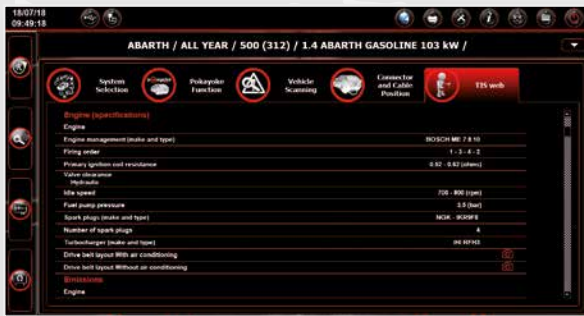 18/07/18
09:49:18
ABARTH / ALL YEAR / 500 (312) / 1.4 ABARTH GASOLINE 103 kW /
System Selection
Pokayoke Function
Vehicle Scanning
Connector and Cable Position
TIS web
Engine (specifications)
Engine
Engine management (make and type) BOSCH ME 7 8 10
Firing order 1 - 3 - 4 - 2
Primary ignition coil resistance 0.52 - 0.62 (ohms)
Valve clearance
Hydraulic
Idle speed 700 - 800 (rpm)
Fuel pump pressure 3.5 (bar)
Spark plugs (make and type) NGK - IKR9F8
Number of spark plugs 4
Turbocharger (make and type) IHI RHF3
Drive belt layout With air conditioning
Drive belt layout Without air conditioning
Emissions
Engine